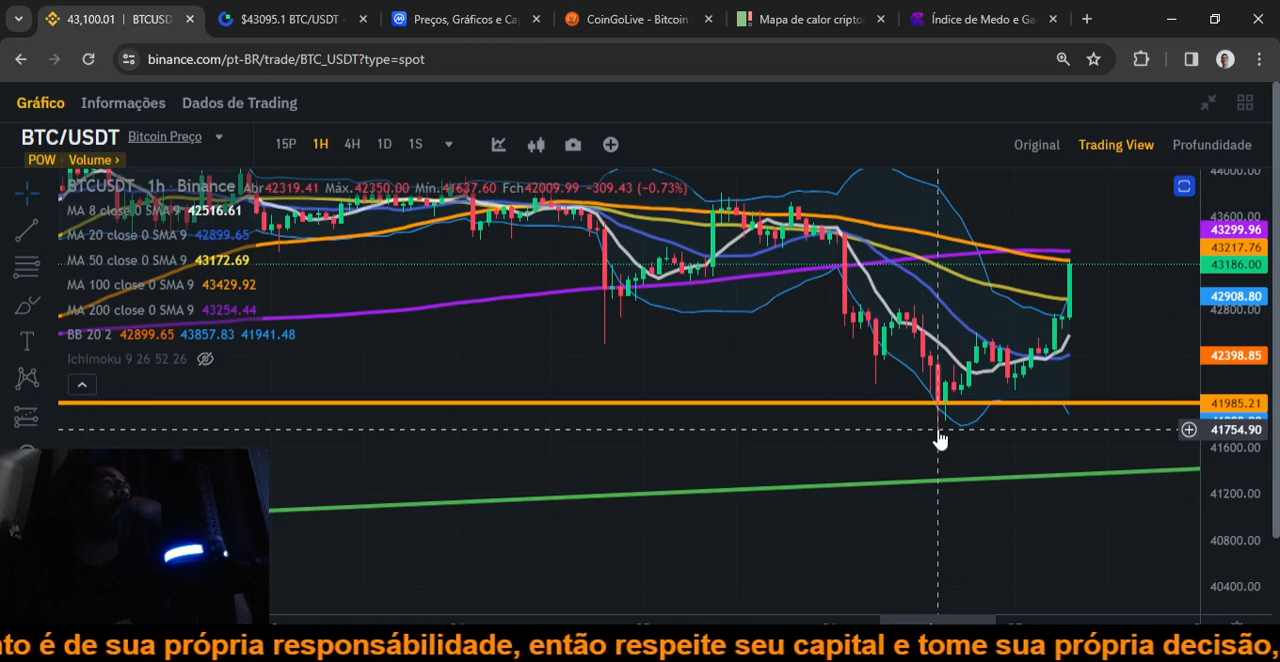 43,100.01 | BTCUSD
$43095.1 BTC/USDT
Preços, Gráficos e Ca
CoinGoLive - Bitcoin
Mapa de calor cripto
Índice de Medo e Ga
binance.com/pt-BR/trade/BTC_USDT?type=spot
Gráfico Informações Dados de Trading
BTC/USDT Bitcoin Preço
POW Volume ›
15P 1H 4H 1D 1S
Original Trading View Profundidade
BTCUSDT · 1h · Binance Abr42319.41 Máx.42350.00 Mín.41637.60 Fch42009.99 −309.43 (−0.73%)
MA 8 close 0 SMA 9 42516.61
MA 20 close 0 SMA 9 42899.65
MA 50 close 0 SMA 9 43172.69
MA 100 close 0 SMA 9 43429.92
MA 200 close 0 SMA 9 43254.44
BB 20 2 42899.65 43857.83 41941.48
Ichimoku 9 26 52 26
44000.00
43600.00
43299.96
43217.76
43186.00
42908.80
42800.00
42398.85
41985.21
41754.90
41600.00
41200.00
40800.00
40400.00
nto é de sua própria responsábilidade, então respeite seu capital e tome sua própria decisão,